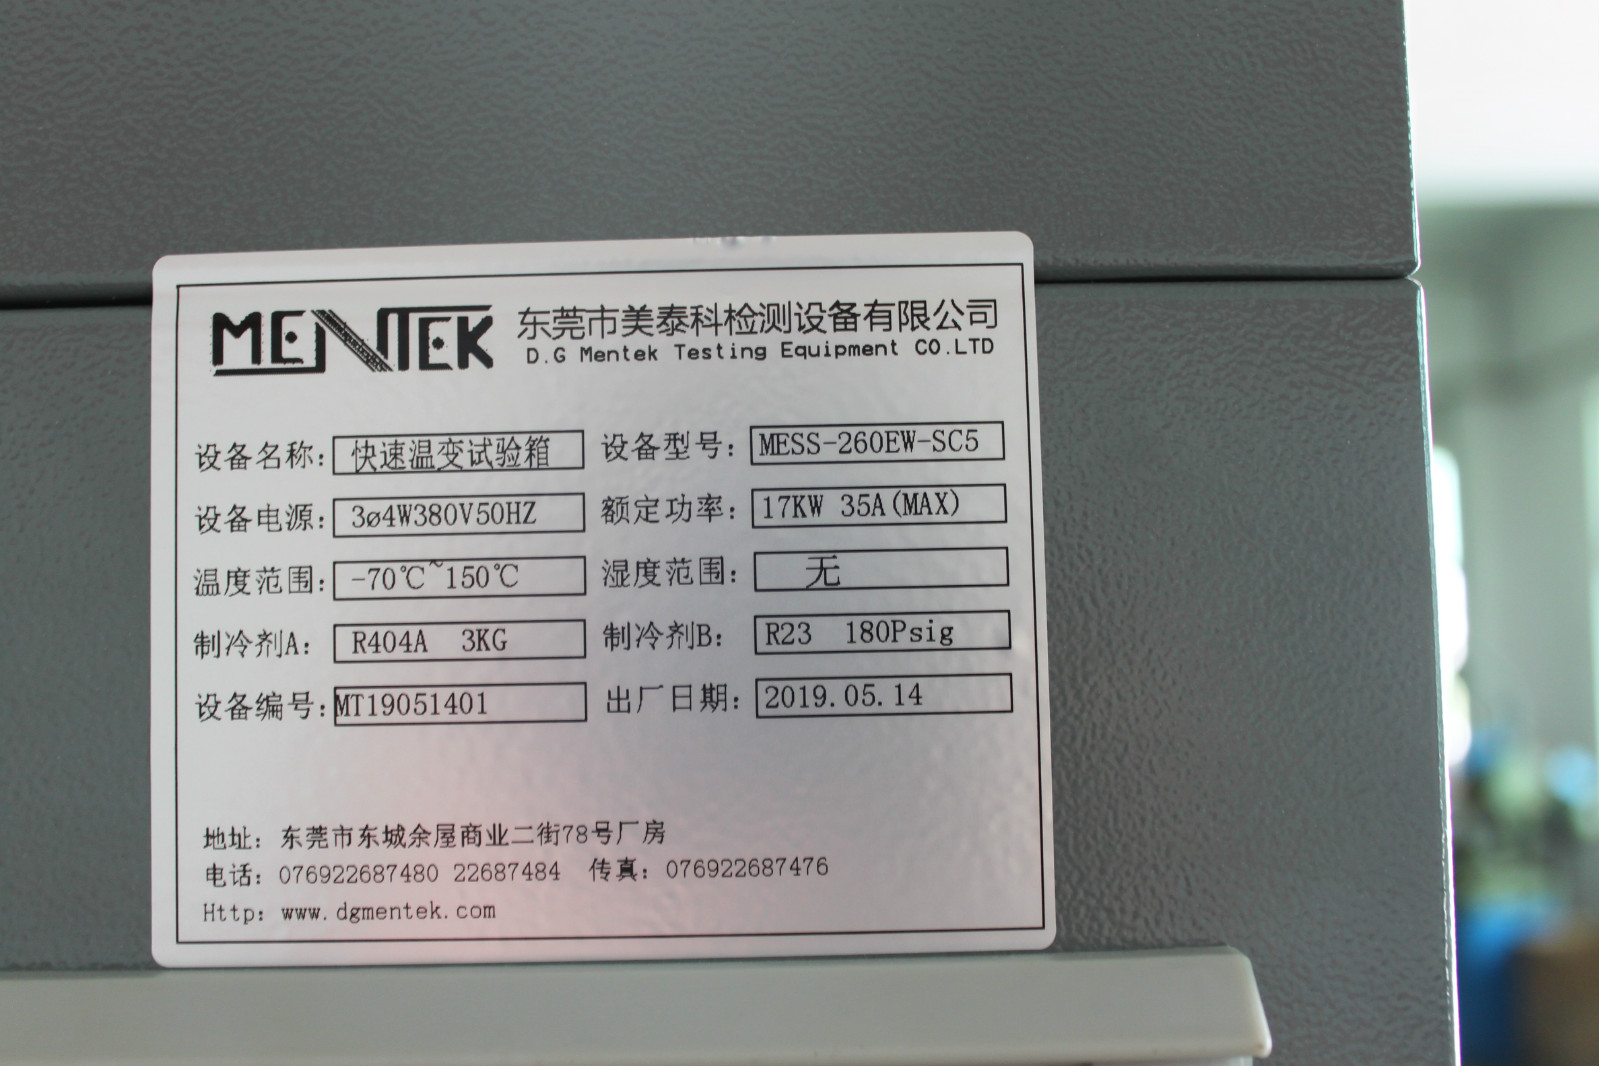 MENTEK 东莞市美泰科检测设备有限公司
D.G Mentek Testing Equipment CO.LTD
设备名称: 快速温变试验箱 设备型号: MESS-260EW-SC5
设备电源: 3ø4W380V50HZ 额定功率: 17KW 35A(MAX)
温度范围: -70℃~150℃ 湿度范围: 无
制冷剂A: R404A 3KG 制冷剂B: R23 180Psig
设备编号: MT19051401 出厂日期: 2019.05.14
地址: 东莞市东城余屋商业二街78号厂房
电话: 076922687480 22687484 传真: 076922687476
Http: www.dgmentek.com